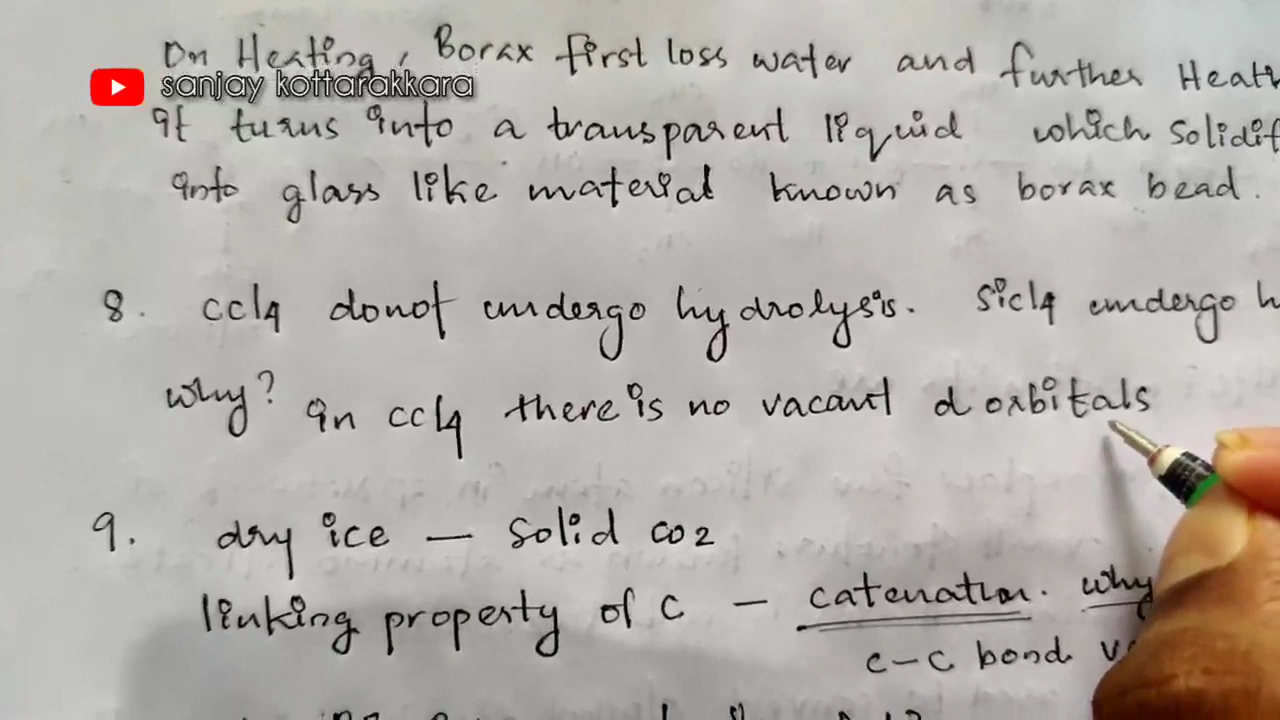 On Heating, Borax first loss water and further
sanjay kottarakkara
It turns into a transparent liquid which
into glass like material known as borax bead.
8. ccl4 donot undergo hydrolysis. Sicl4 undergo
why? in ccl4 there is no vacant d orbitals
9. dry ice — solid co2
linking property of c — catenation. why
c-c bond